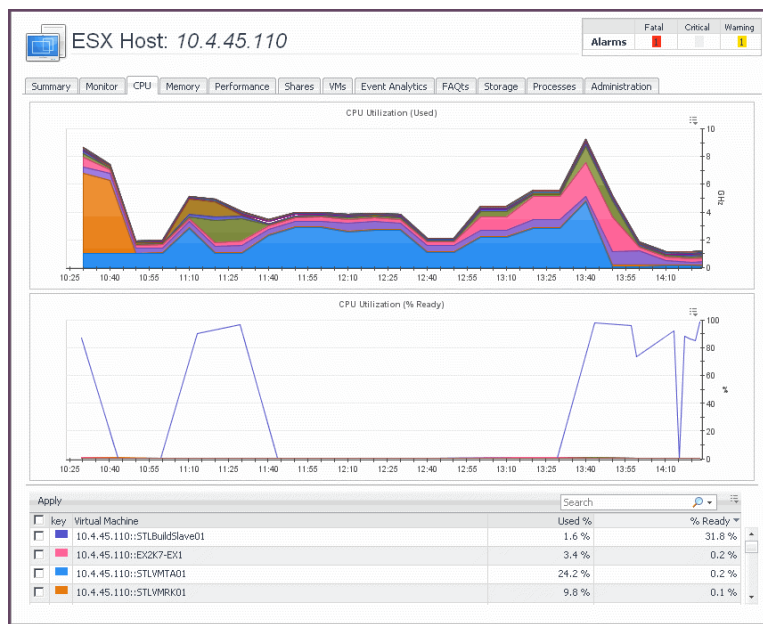 ESX Host: 10.4.45.110
Fatal Critical Warning
Alarms 1 1
Summary Monitor CPU Memory Performance Shares VMs Event Analytics FAQts Storage Processes Administration
CPU Utilization (Used)
10
8
6
4
2
0
GHz
10:25 10:40 10:55 11:10 11:25 11:40 11:55 12:10 12:25 12:40 12:55 13:10 13:25 13:40 13:55 14:10
CPU Utilization (% Ready)
100
80
60
40
20
0
%
10:25 10:40 10:55 11:10 11:25 11:40 11:55 12:10 12:25 12:40 12:55 13:10 13:25 13:40 13:55 14:10
Apply Search
key Virtual Machine Used % % Ready
10.4.45.110::STLBuildSlave01 1.6 % 31.8 %
10.4.45.110::EX2K7-EX1 3.4 % 0.2 %
10.4.45.110::STLVMTA01 24.2 % 0.2 %
10.4.45.110::STLVMRK01 9.8 % 0.1 %